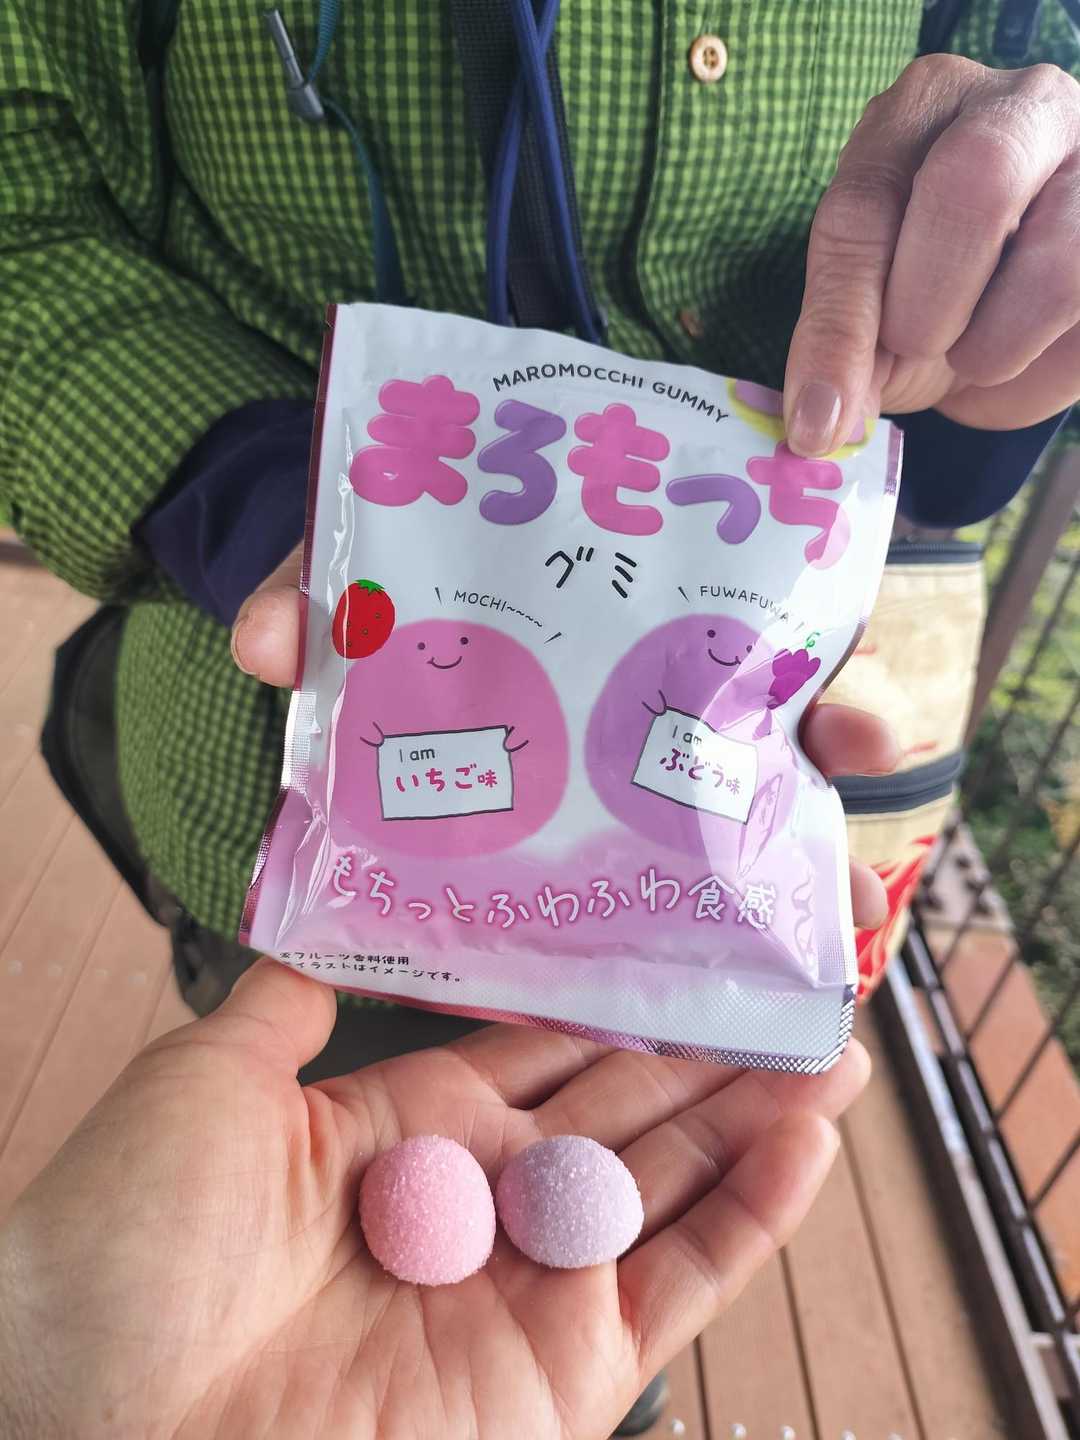 MAROMOCCHI GUMMY
まろもっち
グミ
MOCHI~~~~
FUWAFUWA
I am
いちご味
I am
ぶどう味
もちっとふわふわ食感
フルーツ香料使用
イラストはイメージです。